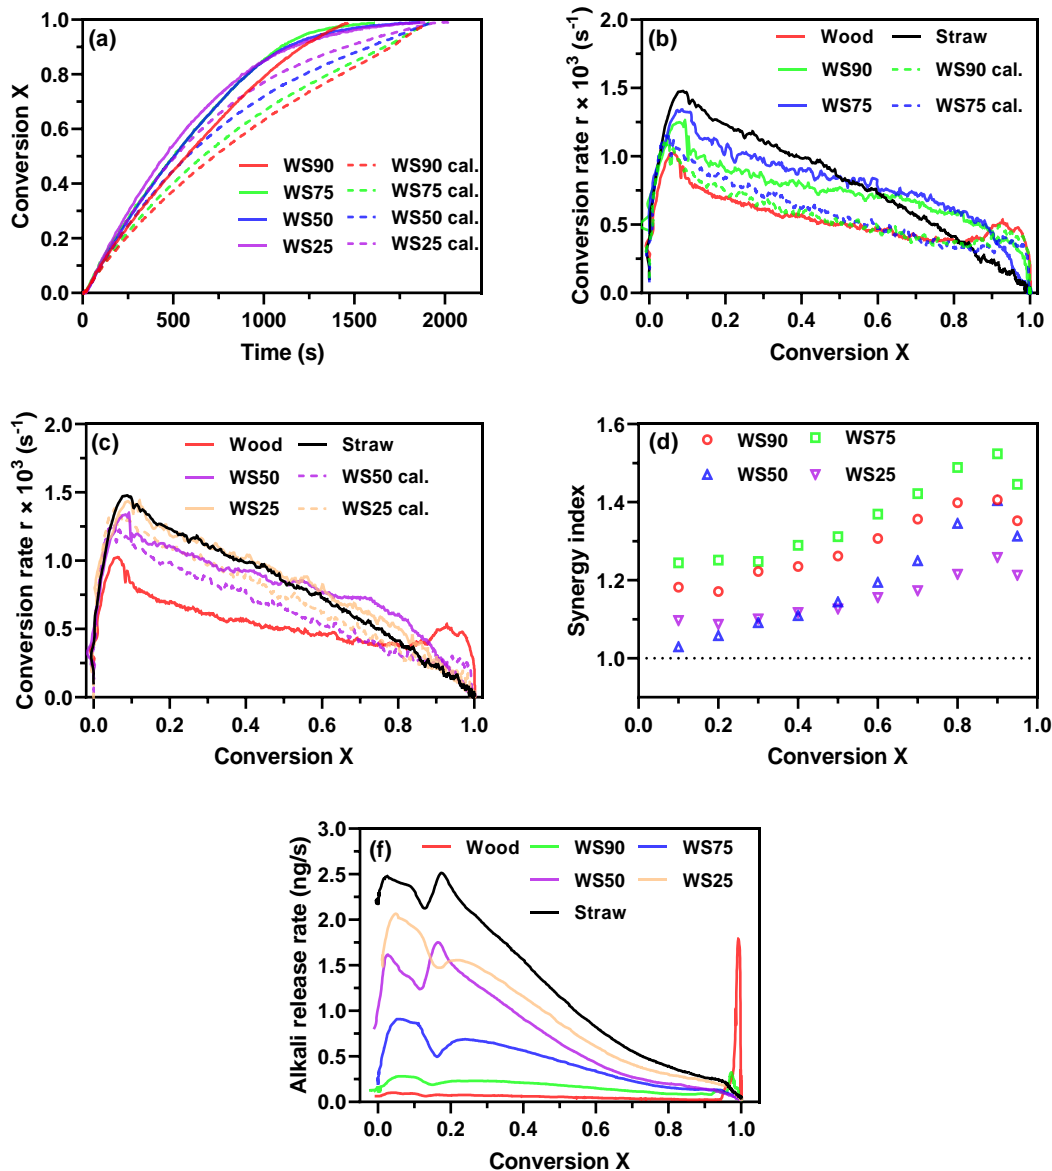 (a)
Conversion X
1.0
0.8
0.6
0.4
0.2
0.0
WS90
WS90 cal.
WS75
WS75 cal.
WS50
WS50 cal.
WS25
WS25 cal.
0 500 1000 1500 2000
Time (s)
(b)
Conversion rate r × 10³ (s⁻¹)
2.0
1.5
1.0
0.5
0.0
Wood
Straw
WS90
WS90 cal.
WS75
WS75 cal.
0.0 0.2 0.4 0.6 0.8 1.0
Conversion X
(c)
Conversion rate r × 10³ (s⁻¹)
2.0
1.5
1.0
0.5
0.0
Wood
Straw
WS50
WS50 cal.
WS25
WS25 cal.
0.0 0.2 0.4 0.6 0.8 1.0
Conversion X
(d)
Synergy index
1.6
1.4
1.2
1.0
WS90
WS75
WS50
WS25
0.0 0.2 0.4 0.6 0.8 1.0
Conversion X
(f)
Alkali release rate (ng/s)
3.0
2.5
2.0
1.5
1.0
0.5
0.0
Wood
WS90
WS75
WS50
WS25
Straw
0.0 0.2 0.4 0.6 0.8 1.0
Conversion X